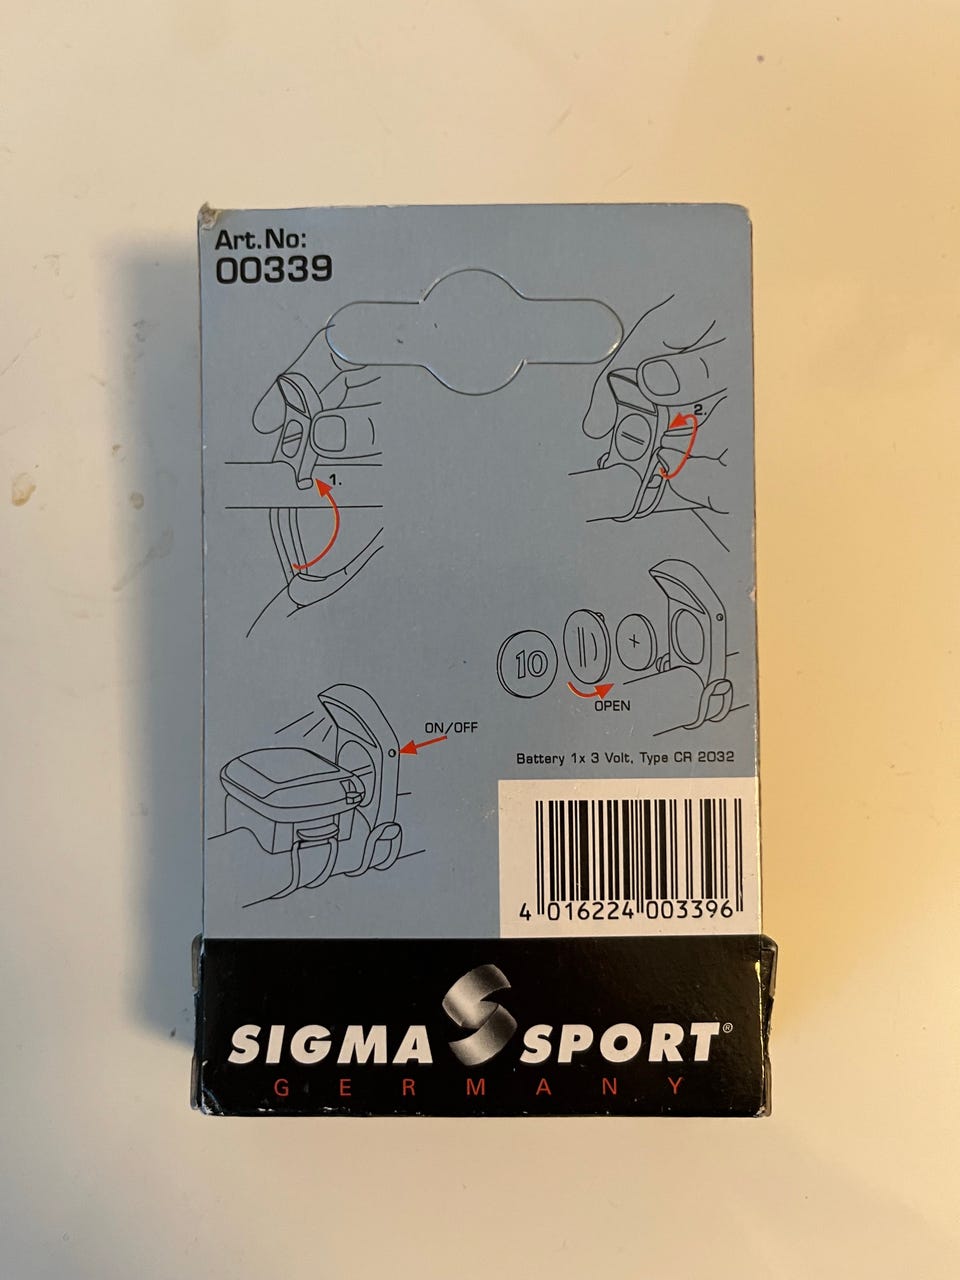 Art.No:
00339
1.
2.
10
+
OPEN
ON/OFF
Battery 1x 3 Volt, Type CR 2032
4 016224 003396
SIGMA SPORT®
GERMANY